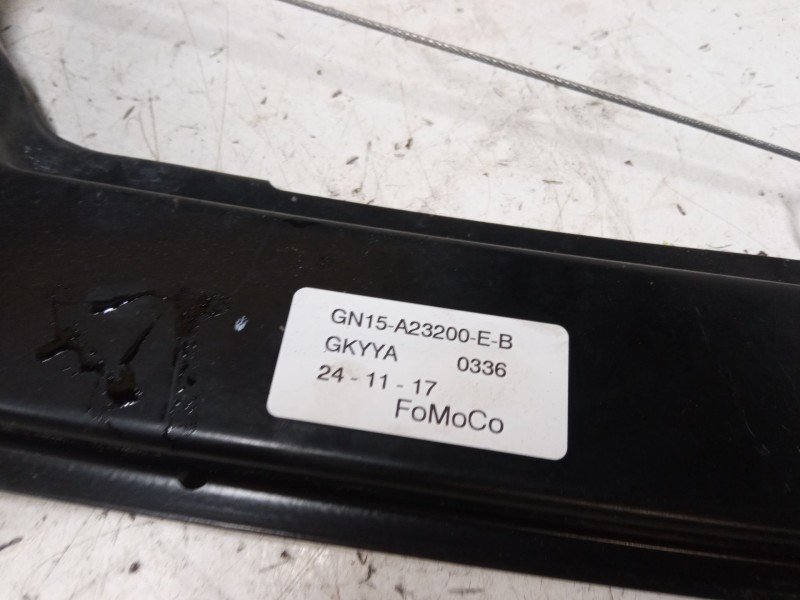 GN15-A23200-E-B
GKYYA 0336
24 - 11 - 17
FoMoCo